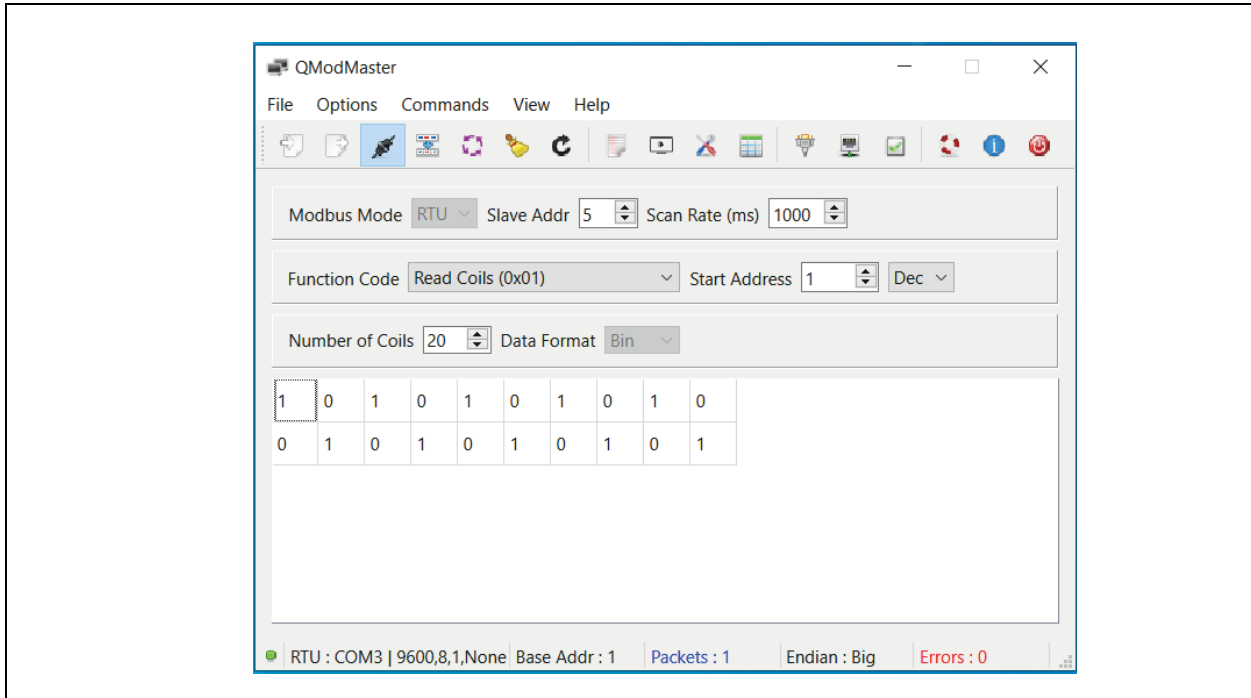 QModMaster
File Options Commands View Help
Modbus Mode RTU Slave Addr 5 Scan Rate (ms) 1000
Function Code Read Coils (0x01) Start Address 1 Dec
Number of Coils 20 Data Format Bin
1 0 1 0 1 0 1 0 1 0
0 1 0 1 0 1 0 1 0 1
RTU : COM3 | 9600,8,1,None Base Addr : 1 Packets : 1 Endian : Big Errors : 0